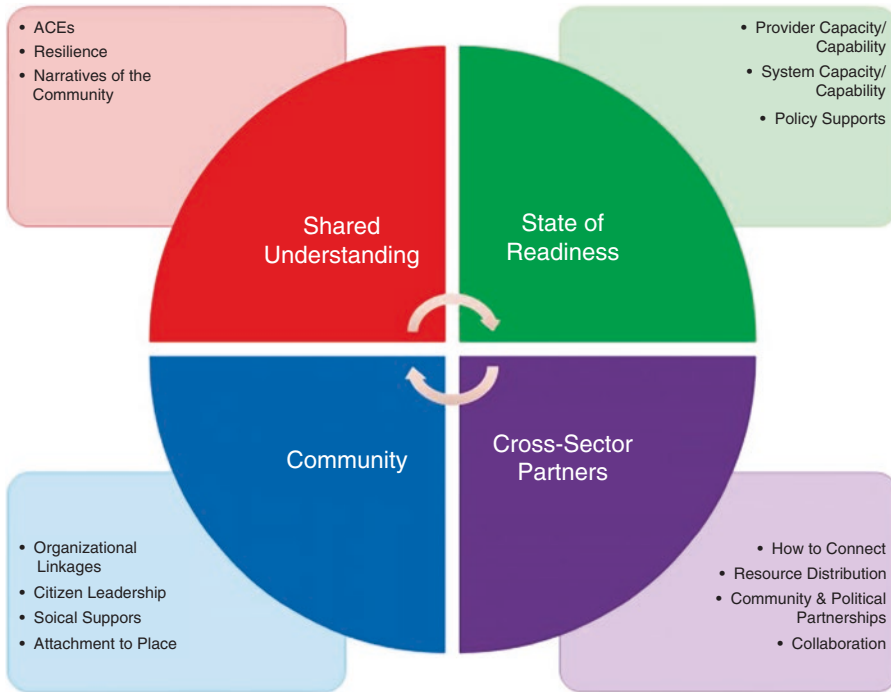 • ACEs
• Resilience
• Narratives of the
Community
• Provider Capacity/
Capability
• System Capacity/
Capability
• Policy Supports
Shared
Understanding
State of
Readiness
Community
Cross-Sector
Partners
• Organizational
Linkages
• Citizen Leadership
• Soical Suppors
• Attachment to Place
• How to Connect
• Resource Distribution
• Community & Political
Partnerships
• Collaboration